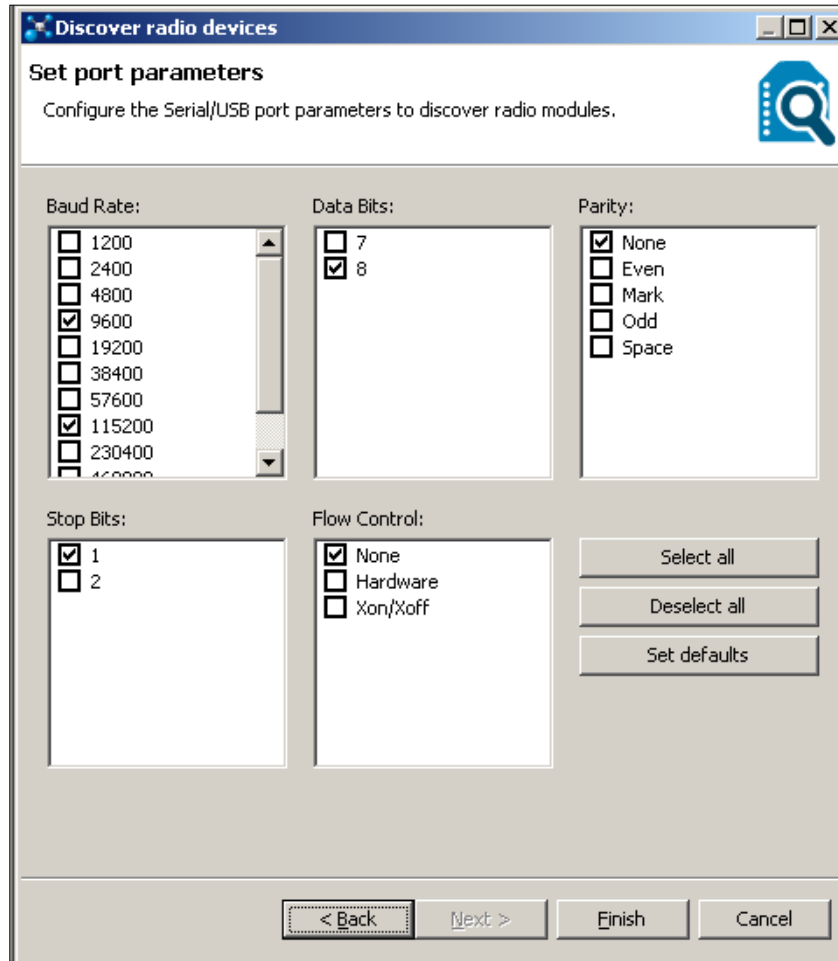 Discover radio devices
Set port parameters
Configure the Serial/USB port parameters to discover radio modules.
Baud Rate:
1200
2400
4800
9600
19200
38400
57600
115200
230400
Data Bits:
7
8
Parity:
None
Even
Mark
Odd
Space
Stop Bits:
1
2
Flow Control:
None
Hardware
Xon/Xoff
Select all
Deselect all
Set defaults
< Back
Next >
Finish
Cancel